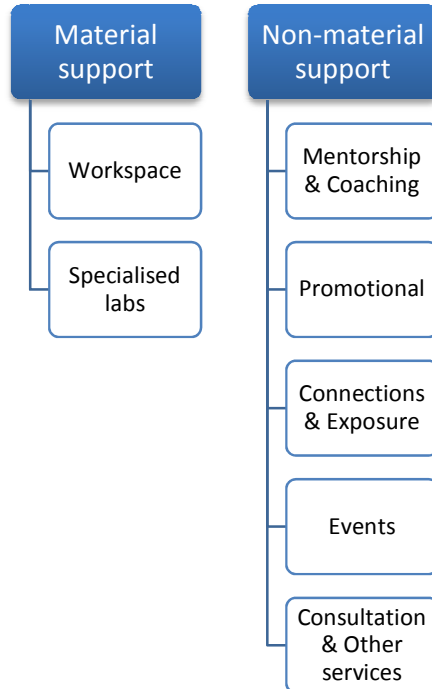 Material
support
Workspace
Specialised
labs
Non-material
support
Mentorship
& Coaching
Promotional
Connections
& Exposure
Events
Consultation
& Other
services